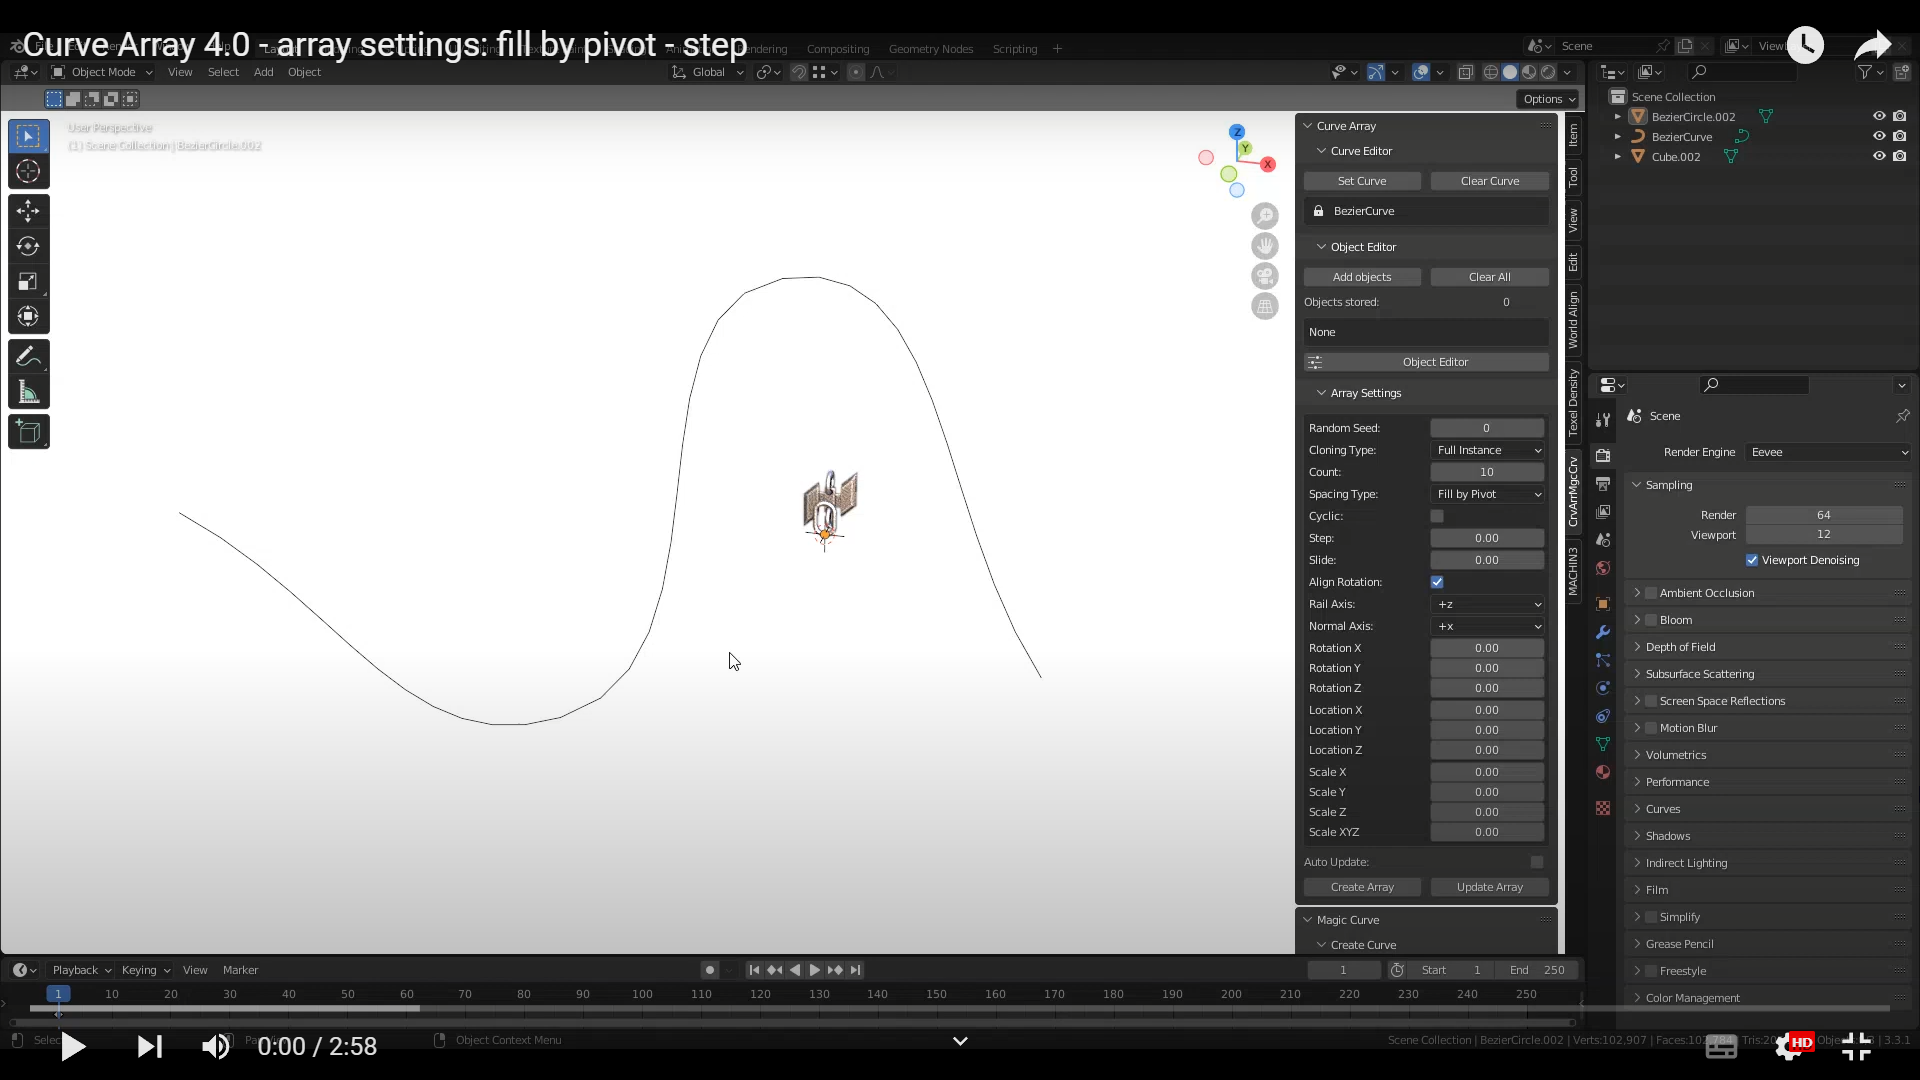 Curve Array 4.0 - array settings: fill by pivot - step
Rendering Compositing Geometry Nodes Scripting + Scene
Object Mode View Select Add Object Global
Options
User Perspective
(1) Scene Collection | BezierCircle.002
Z
Y
X
Curve Array
Curve Editor
Set Curve Clear Curve
BezierCurve
Object Editor
Add objects Clear All
Objects stored: 0
None
Object Editor
Array Settings
Random Seed: 0
Cloning Type: Full Instance
Count: 10
Spacing Type: Fill by Pivot
Cyclic:
Step: 0.00
Slide: 0.00
Align Rotation:
Rail Axis: +z
Normal Axis: +x
Rotation X 0.00
Rotation Y 0.00
Rotation Z 0.00
Location X 0.00
Location Y 0.00
Location Z 0.00
Scale X 0.00
Scale Y 0.00
Scale Z 0.00
Scale XYZ 0.00
Auto Update:
Create Array Update Array
Magic Curve
Create Curve
Item
Tool
View
Edit
World Align
Texel Density
CrvArrMgcCrv
MACHIN3
Scene Collection
BezierCircle.002
BezierCurve
Cube.002
Scene
Render Engine Eevee
Sampling
Render 64
Viewport 12
Viewport Denoising
Ambient Occlusion
Bloom
Depth of Field
Subsurface Scattering
Screen Space Reflections
Motion Blur
Volumetrics
Performance
Curves
Shadows
Indirect Lighting
Film
Simplify
Grease Pencil
Freestyle
Color Management
Playback Keying View Marker
1 Start 1 End 250
1 10 20 30 40 50 60 70 80 90 100 110 120 130 140 150 160 170 180 190 200 210 220 230 240 250
0:00 / 2:58
Object Context Menu
Scene Collection | BezierCircle.002 | Verts:102,907 | Faces:102,784 | 3.3.1
HD